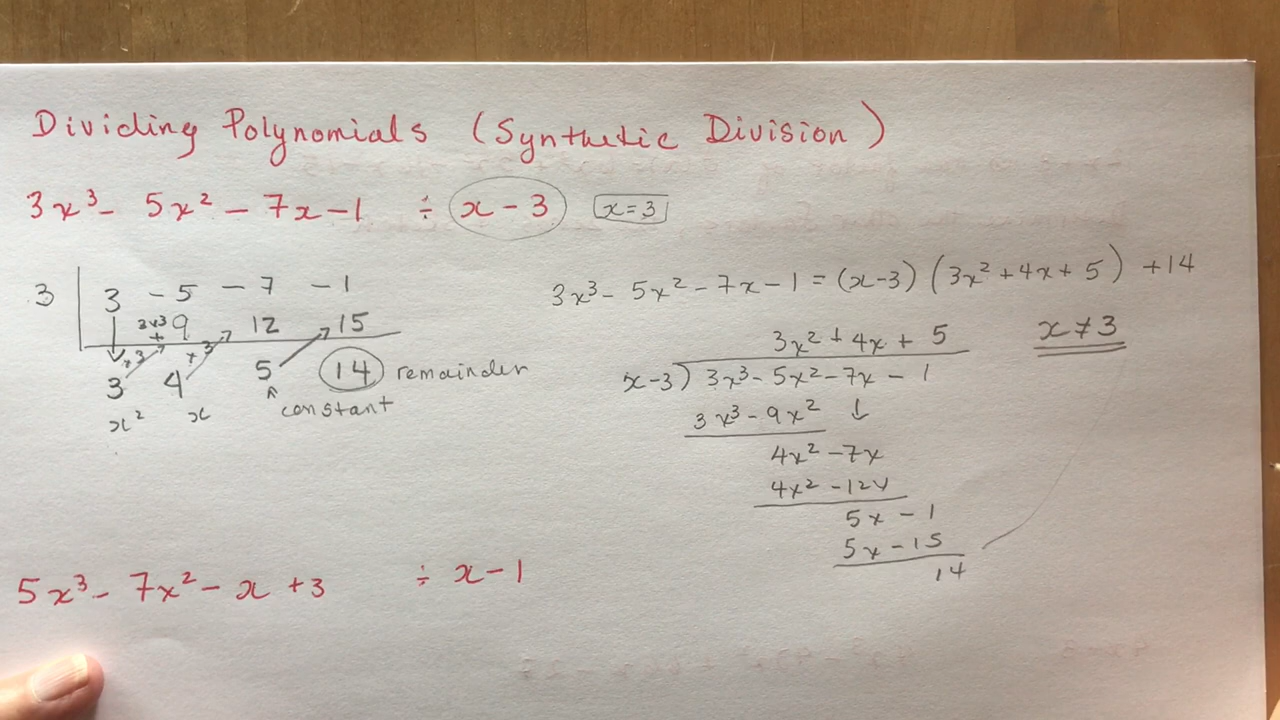 Dividing Polynomials (Synthetic Division)
3x³ - 5x² - 7x - 1 ÷ x - 3 x = 3
3 3 - 5 - 7 - 1
3x3 9 12 15
+
x3 x3
3 4 5 14 remainder
x² x constant
3x³ - 5x² - 7x - 1 = (x-3) (3x² + 4x + 5) + 14
x ≠ 3
3x² + 4x + 5
x-3) 3x³ - 5x² - 7x - 1
3x³ - 9x² ↓
4x² - 7x
4x² - 12x
5x - 1
5x - 15
14
5x³ - 7x² - x + 3 ÷ x - 1